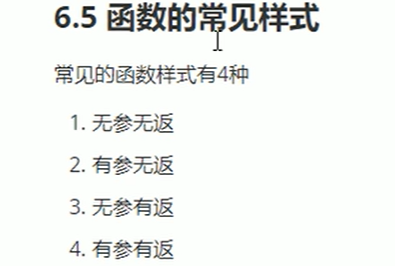 6.5 函数的常见样式
常见的函数样式有4种
1. 无参无返
2. 有参无返
3. 无参有返
4. 有参有返